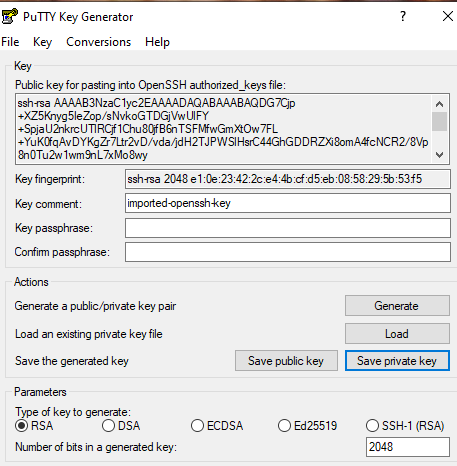 PuTTY Key Generator
File Key Conversions Help
Key
Public key for pasting into OpenSSH authorized_keys file:
ssh-rsa AAAAB3NzaC1yc2EAAAADAQABAAABAQDG7Cjp
+XZ5Knyg5leZop/sNvkoGTDGjVwUlFY
+SpjaU2nkrcUTlRCjf1Chu80jfB6nTSFMfwGmXtOw7FL
+YuK0fqAvDYKgZr7Ltr2vD/vda/jdH2TJPWSIHsrC44GhGDDRZXi8omA4fcNCR2/8Vp
8n0Tu2w1wm9nL7xMo8wy
Key fingerprint: ssh-rsa 2048 e1:0e:23:42:2c:e4:4b:cf:d5:eb:08:58:29:5b:53:f5
Key comment: imported-openssh-key
Key passphrase:
Confirm passphrase:
Actions
Generate a public/private key pair Generate
Load an existing private key file Load
Save the generated key Save public key Save private key
Parameters
Type of key to generate:
RSA DSA ECDSA Ed25519 SSH-1 (RSA)
Number of bits in a generated key: 2048